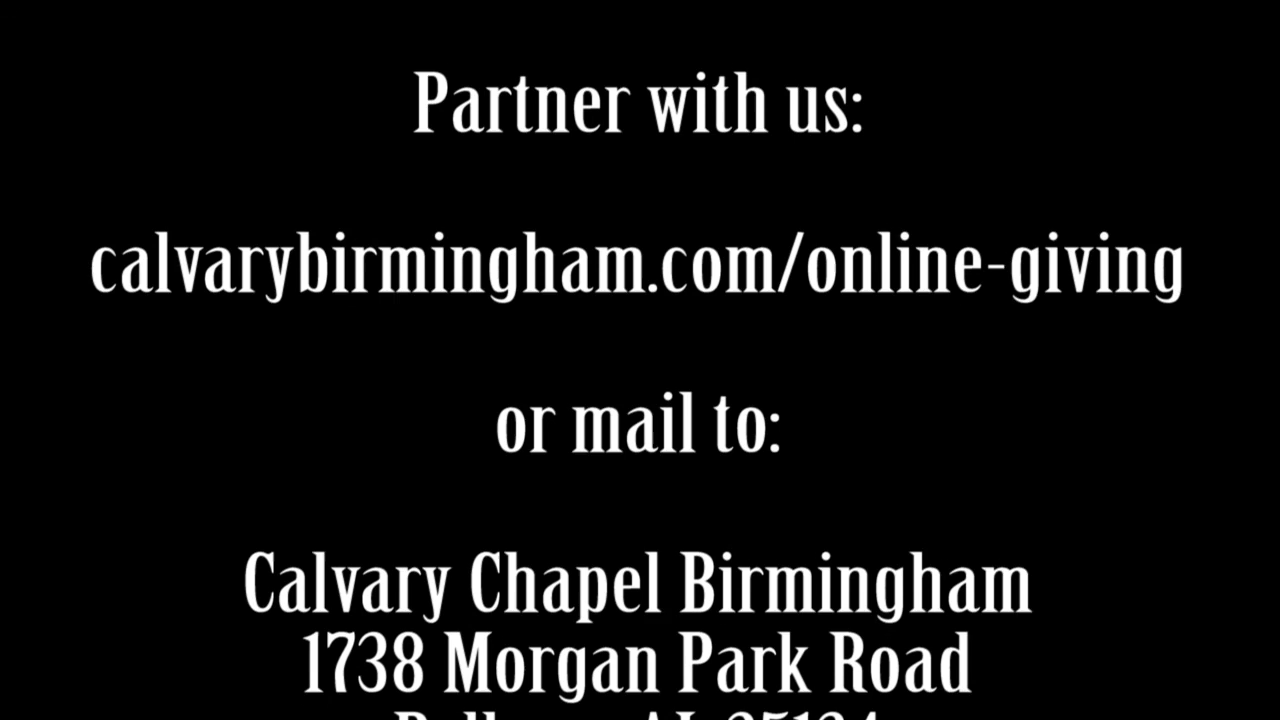 Partner with us:
calvarybirmingham.com/online-giving
or mail to:
Calvary Chapel Birmingham
1738 Morgan Park Road